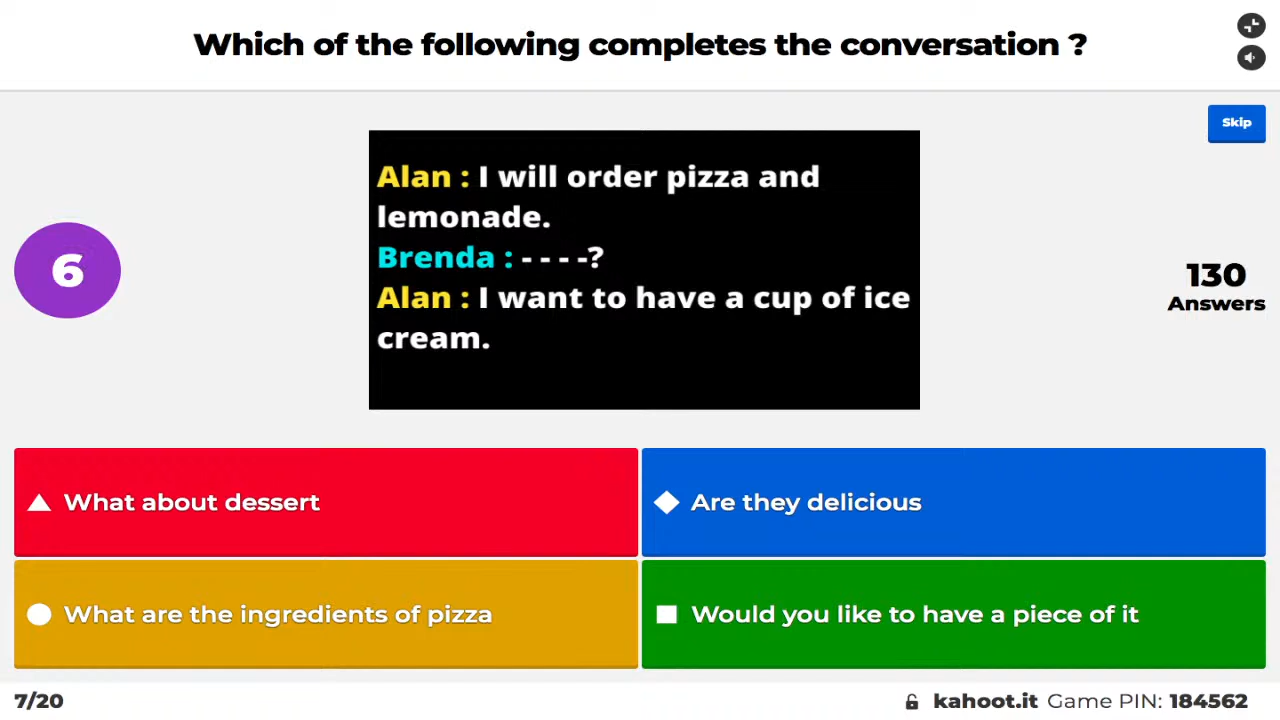 Which of the following completes the conversation ?
Skip
Alan : I will order pizza and
lemonade.
Brenda : - - - -?
Alan : I want to have a cup of ice
cream.
6
130
Answers
What about dessert
Are they delicious
What are the ingredients of pizza
Would you like to have a piece of it
7/20
kahoot.it Game PIN: 184562